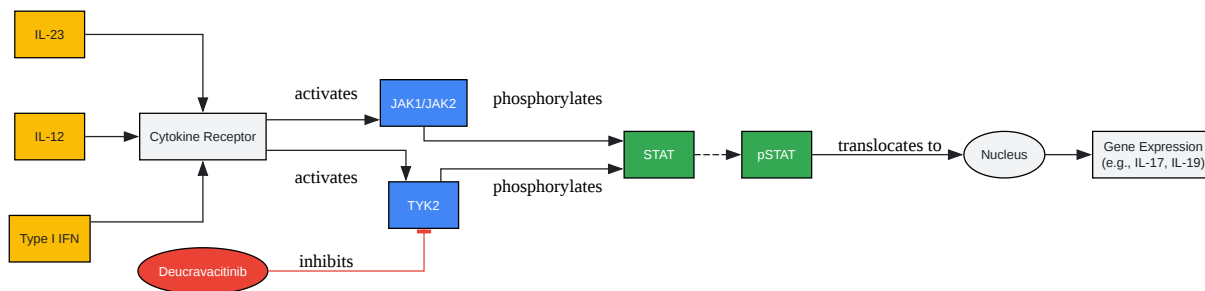 IL-23
IL-12
Type I IFN
Cytokine Receptor
activates
activates
JAK1/JAK2
TYK2
Deucravacitinib
inhibits
phosphorylates
phosphorylates
STAT
pSTAT
translocates to
Nucleus
Gene Expression
(e.g., IL-17, IL-19)